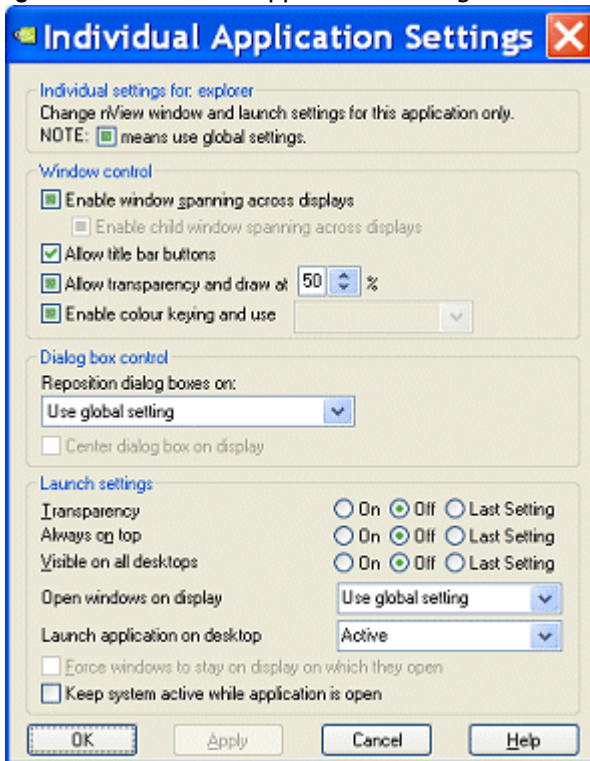 Individual Application Settings
Individual settings for: explorer
Change nView window and launch settings for this application only.
NOTE: means use global settings.
Window control
Enable window spanning across displays
Enable child window spanning across displays
Allow title bar buttons
Allow transparency and draw at 50 %
Enable colour keying and use
Dialog box control
Reposition dialog boxes on:
Use global setting
Center dialog box on display
Launch settings
Transparency On Off Last Setting
Always on top On Off Last Setting
Visible on all desktops On Off Last Setting
Open windows on display Use global setting
Launch application on desktop Active
Force windows to stay on display on which they open
Keep system active while application is open
OK Apply Cancel Help